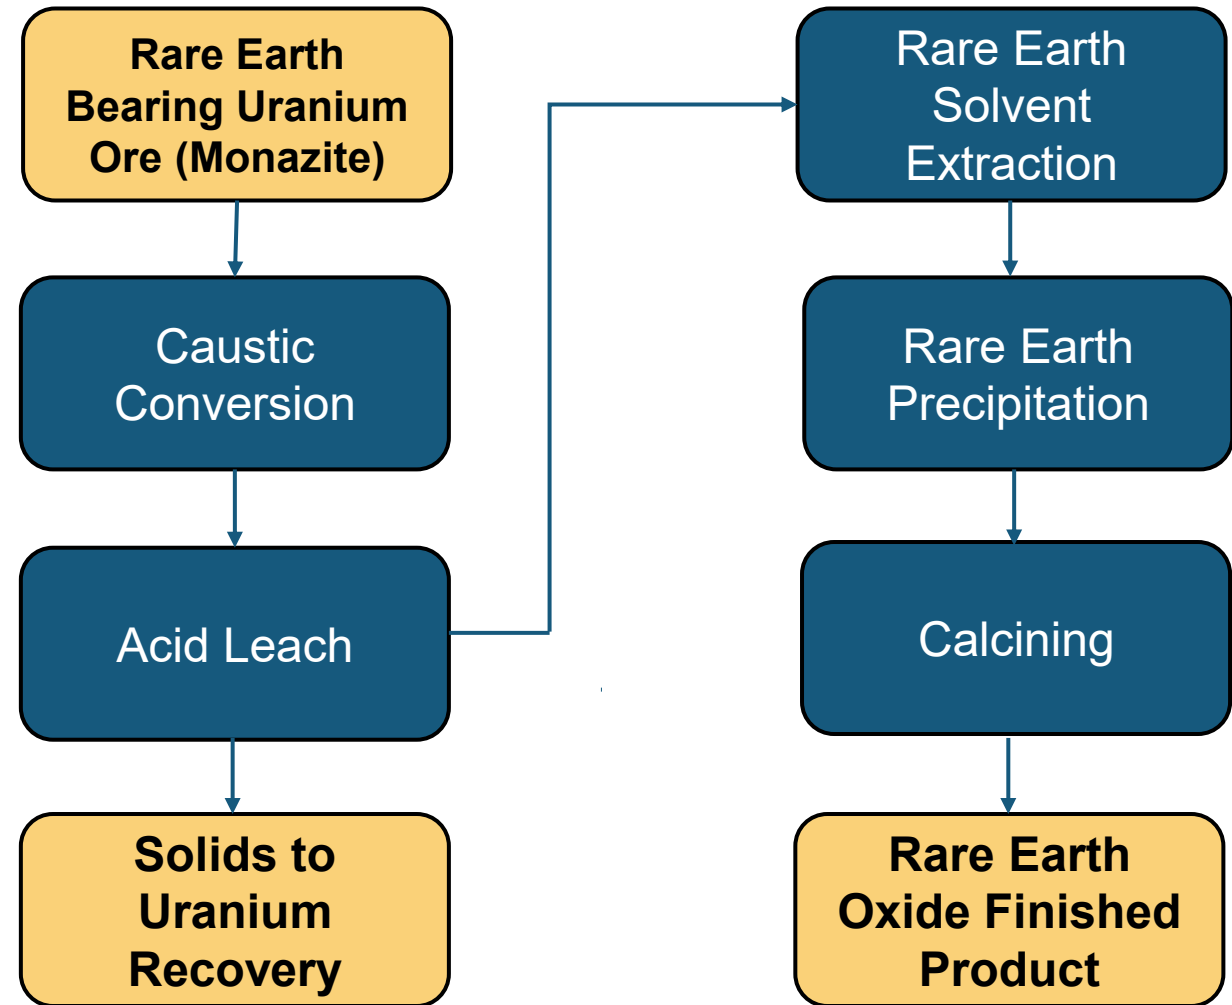 Rare Earth
Bearing Uranium
Ore (Monazite)
Caustic
Conversion
Acid Leach
Solids to
Uranium
Recovery
Rare Earth
Solvent
Extraction
Rare Earth
Precipitation
Calcining
Rare Earth
Oxide Finished
Product